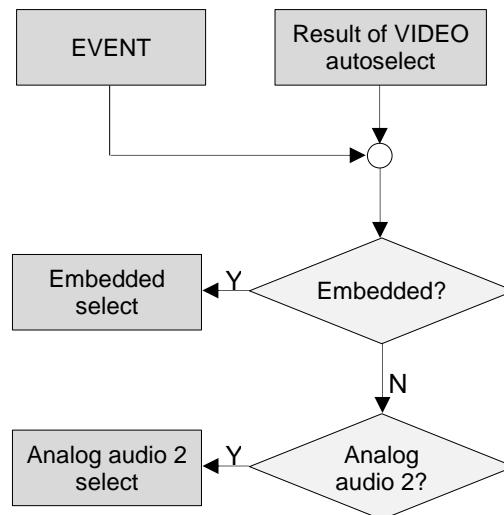 EVENT
Result of VIDEO
autoselect
Embedded
select
Y
Embedded?
N
Analog audio 2
select
Y
Analog
audio 2?